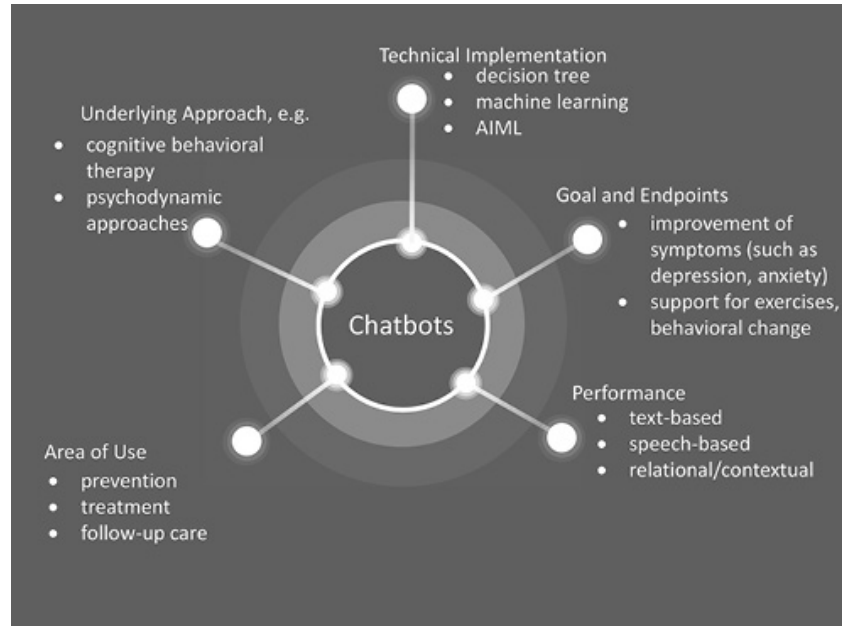 Technical Implementation
• decision tree
• machine learning
• AIML
Underlying Approach, e.g.
• cognitive behavioral
therapy
• psychodynamic
approaches
Goal and Endpoints
• improvement of
symptoms (such as
depression, anxiety)
• support for exercises,
behavioral change
Chatbots
Performance
• text-based
• speech-based
• relational/contextual
Area of Use
• prevention
• treatment
• follow-up care